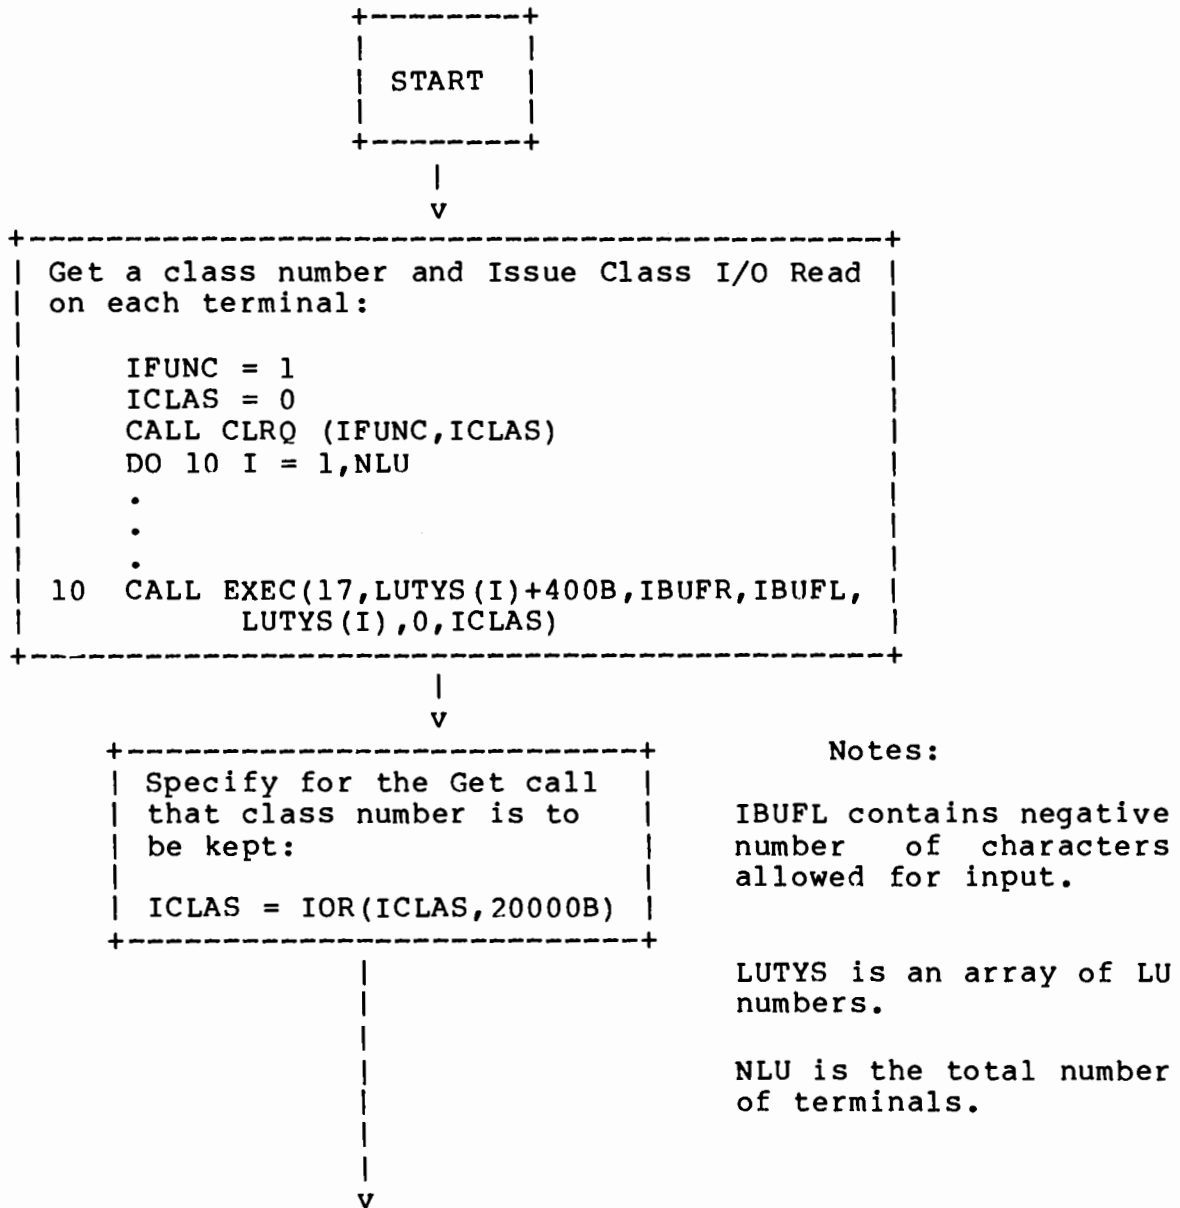 START
Get a class number and Issue Class I/O Read
on each terminal:
IFUNC = 1
ICLAS = 0
CALL CLRQ (IFUNC,ICLAS)
DO 10 I = 1,NLU
.
.
.
10 CALL EXEC(17,LUTYS(I)+400B,IBUFR,IBUFL,
LUTYS(I),0,ICLAS)
Specify for the Get call
that class number is to
be kept:
ICLAS = IOR(ICLAS,20000B)
Notes:
IBUFL contains negative
number of characters
allowed for input.
LUTYS is an array of LU
numbers.
NLU is the total number
of terminals.